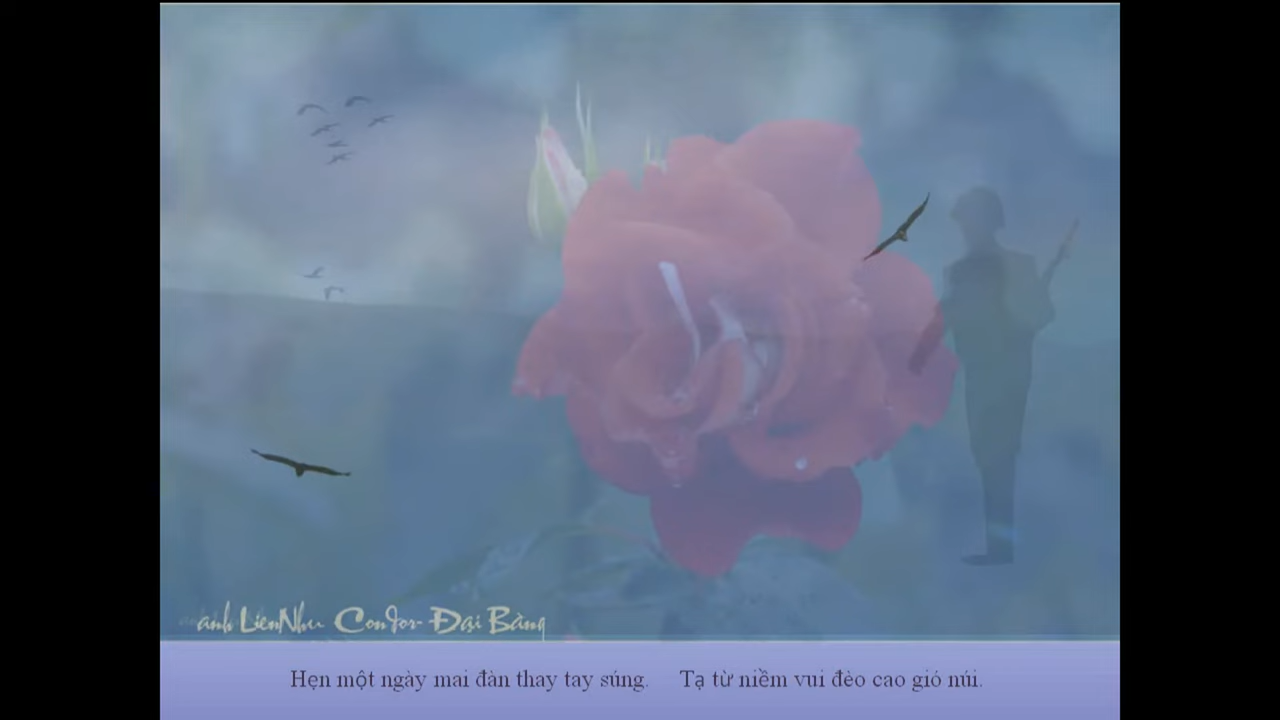 anh LiênNhu Condor- Đại Bàng
Hẹn một ngày mai đàn thay tay súng. Tạ từ niềm vui đèo cao gió núi.